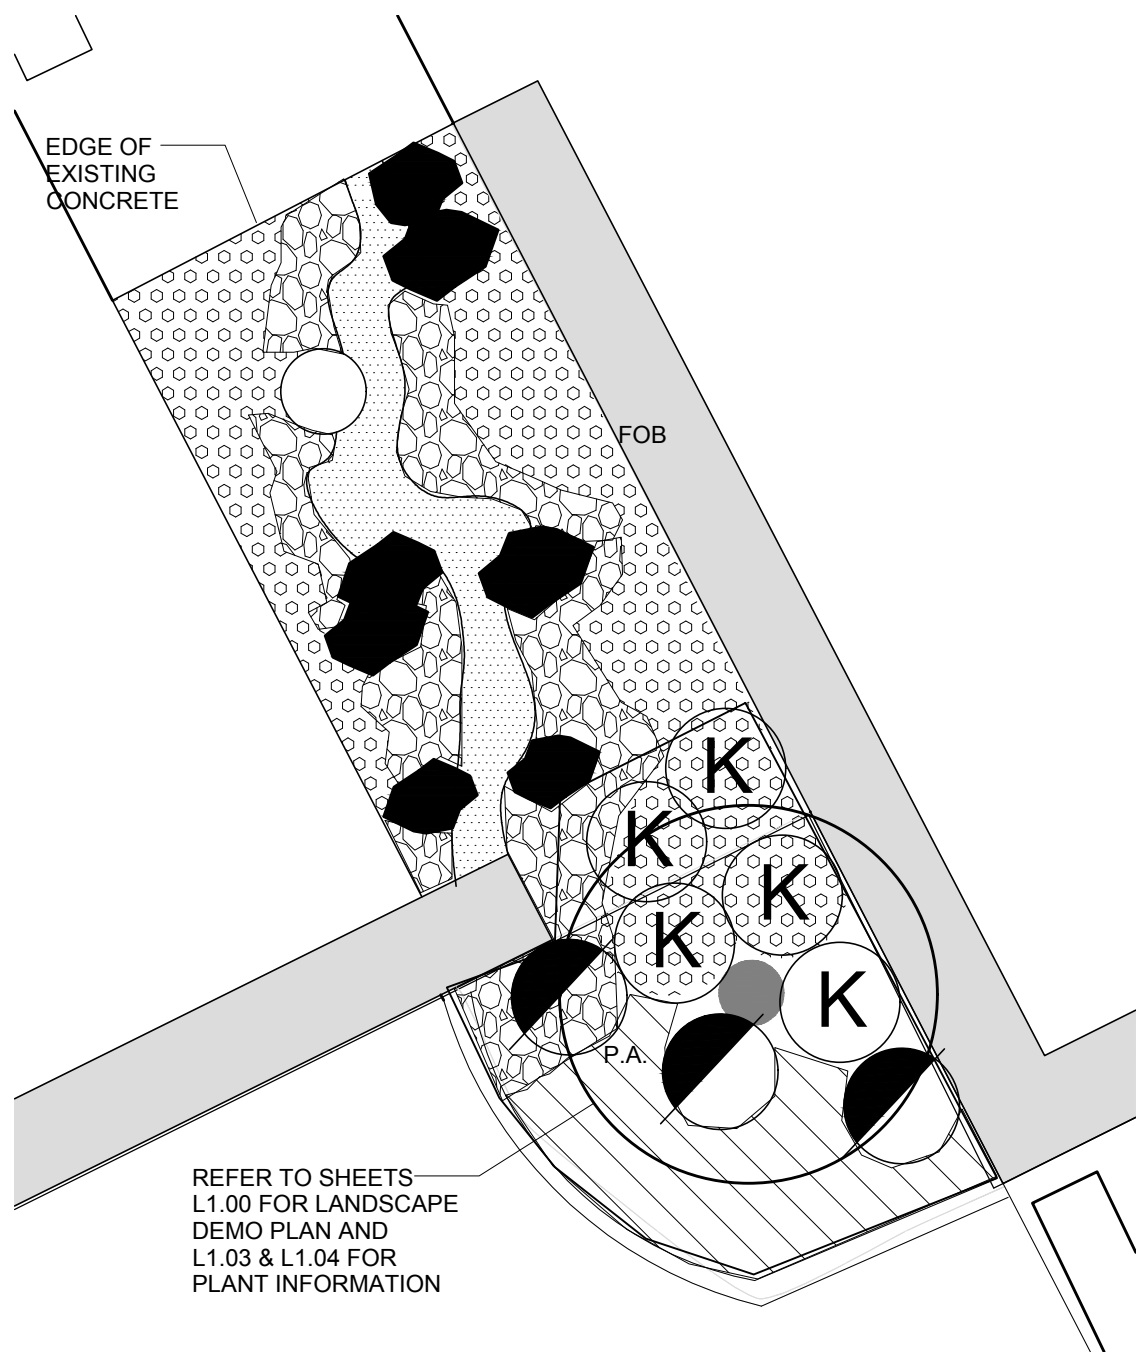 EDGE OF
EXISTING
CONCRETE
FOB
K
K
K
K
K
P.A.
REFER TO SHEETS
L1.00 FOR LANDSCAPE
DEMO PLAN AND
L1.03 & L1.04 FOR
PLANT INFORMATION